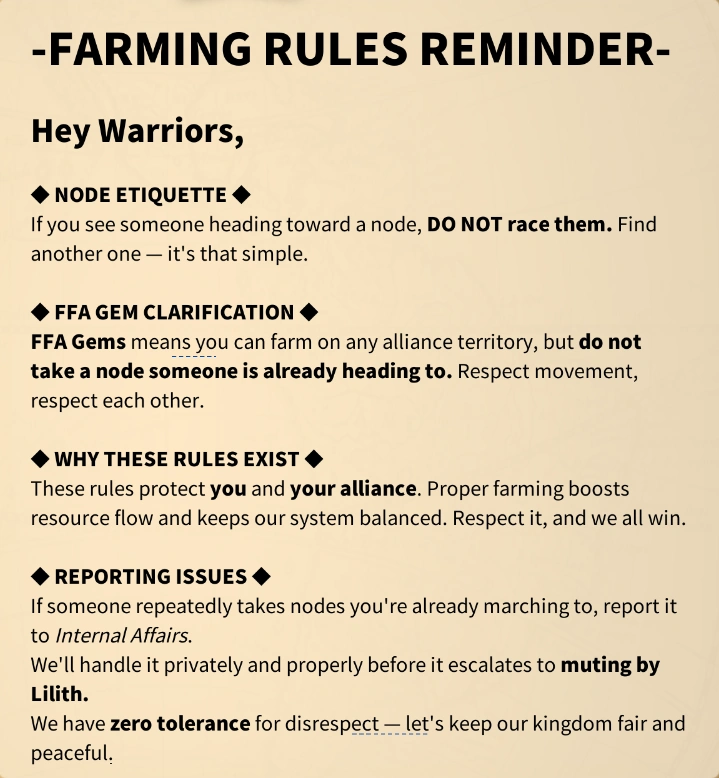 -FARMING RULES REMINDER-
Hey Warriors,
◆ NODE ETIQUETTE ◆
If you see someone heading toward a node, DO NOT race them. Find
another one — it's that simple.
◆ FFA GEM CLARIFICATION ◆
FFA Gems means you can farm on any alliance territory, but do not
take a node someone is already heading to. Respect movement,
respect each other.
◆ WHY THESE RULES EXIST ◆
These rules protect you and your alliance. Proper farming boosts
resource flow and keeps our system balanced. Respect it, and we all win.
◆ REPORTING ISSUES ◆
If someone repeatedly takes nodes you're already marching to, report it
to Internal Affairs.
We'll handle it privately and properly before it escalates to muting by
Lilith.
We have zero tolerance for disrespect — let's keep our kingdom fair and
peaceful.